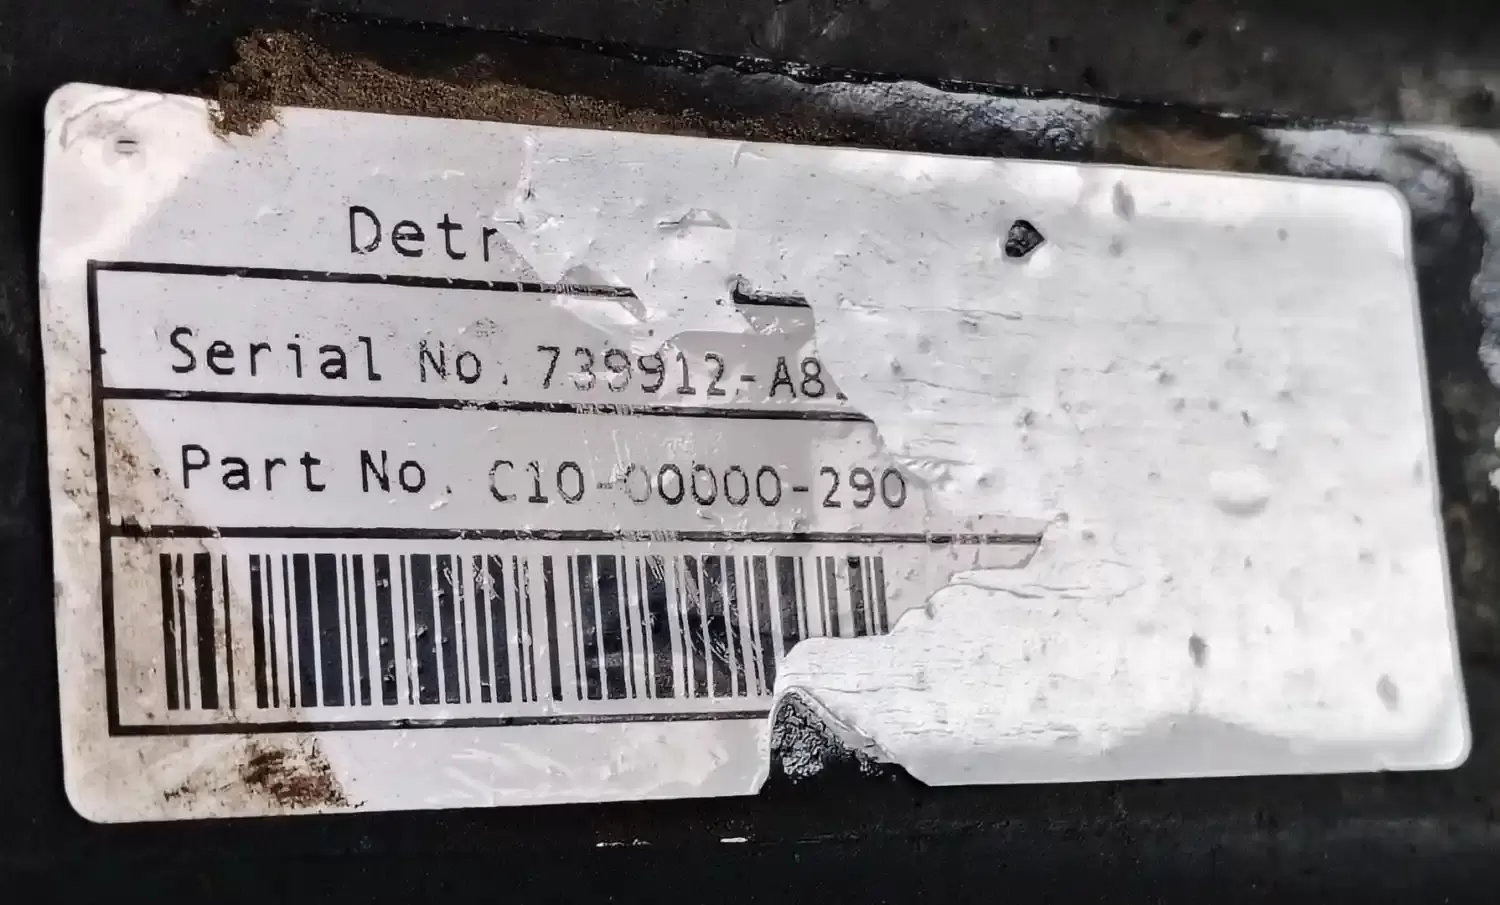 Detr
Serial No. 739912-A8
Part No. C10-00000-290